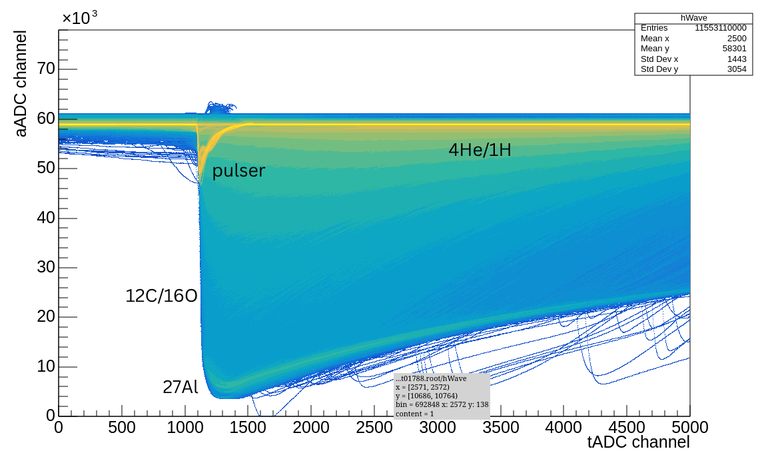 ×10³
hWave
Entries 11553110000
Mean x 2500
Mean y 58301
Std Dev x 1443
Std Dev y 3054
aADC channel
70
60
50
40
30
20
10
0
4He/1H
pulser
12C/16O
27Al
...t01788.root/hWave
x = [2571, 2572)
y = [10686, 10764)
bin = 692848 x: 2572 y: 138
content = 1
0 500 1000 1500 2000 2500 3000 3500 4000 4500 5000
tADC channel